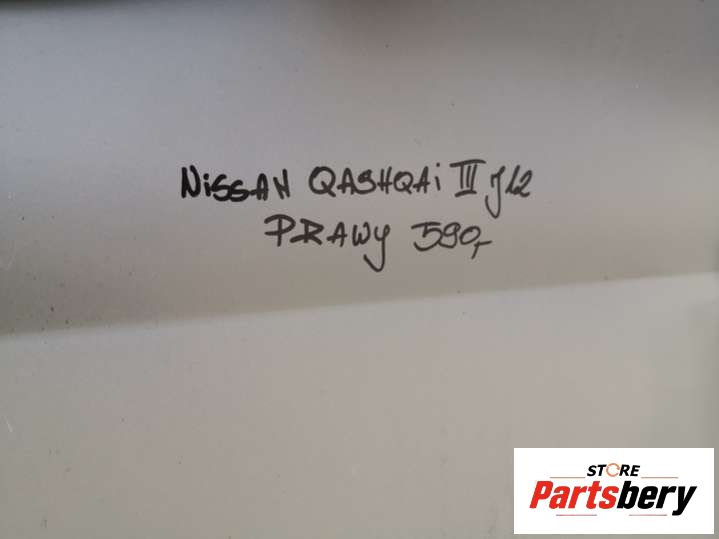 NiSSAN QASHQAi III J12
PRAWY 590,-
STORE
Partsbery